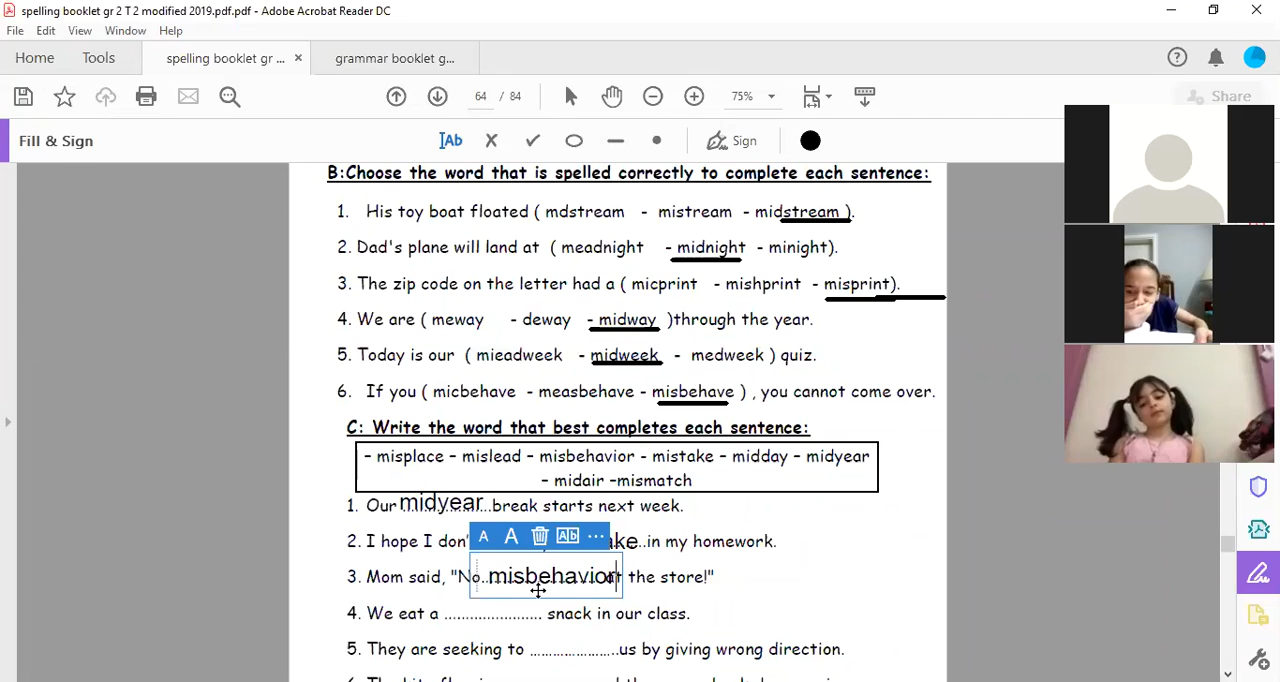 spelling booklet gr 2 T 2 modified 2019.pdf.pdf - Adobe Acrobat Reader DC
File Edit View Window Help
Home Tools spelling booklet gr ... × grammar booklet g...
64 / 84 75% Share
Fill & Sign Ab Sign
B:Choose the word that is spelled correctly to complete each sentence:
1. His toy boat floated ( mdstream - mistream - midstream ).
2. Dad's plane will land at ( meadnight - midnight - minight).
3. The zip code on the letter had a ( micprint - mishprint - misprint).
4. We are ( meway - deway - midway )through the year.
5. Today is our ( mieadweek - midweek - medweek ) quiz.
6. If you ( micbehave - measbehave - misbehave ) , you cannot come over.
C: Write the word that best completes each sentence:
- misplace - mislead - misbehavior - mistake - midday - midyear
- midair -mismatch
1. Our midyear break starts next week.
A A Ab ...
2. I hope I don' ake...in my homework.
3. Mom said, "No... misbehavior at the store!"
4. We eat a ...................... snack in our class.
5. They are seeking to .......................us by giving wrong direction.